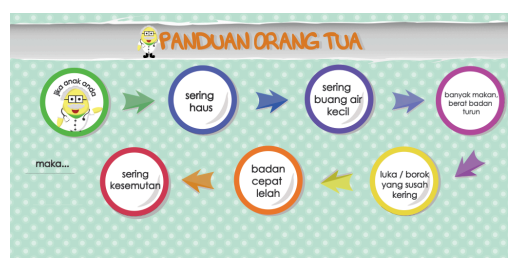 PANDUAN ORANG TUA
jika anak anda
sering
haus
sering
buang air
kecil
banyak makan,
berat badan
turun
luka / borok
yang susah
kering
badan
cepat
lelah
sering
kesemutan
maka...